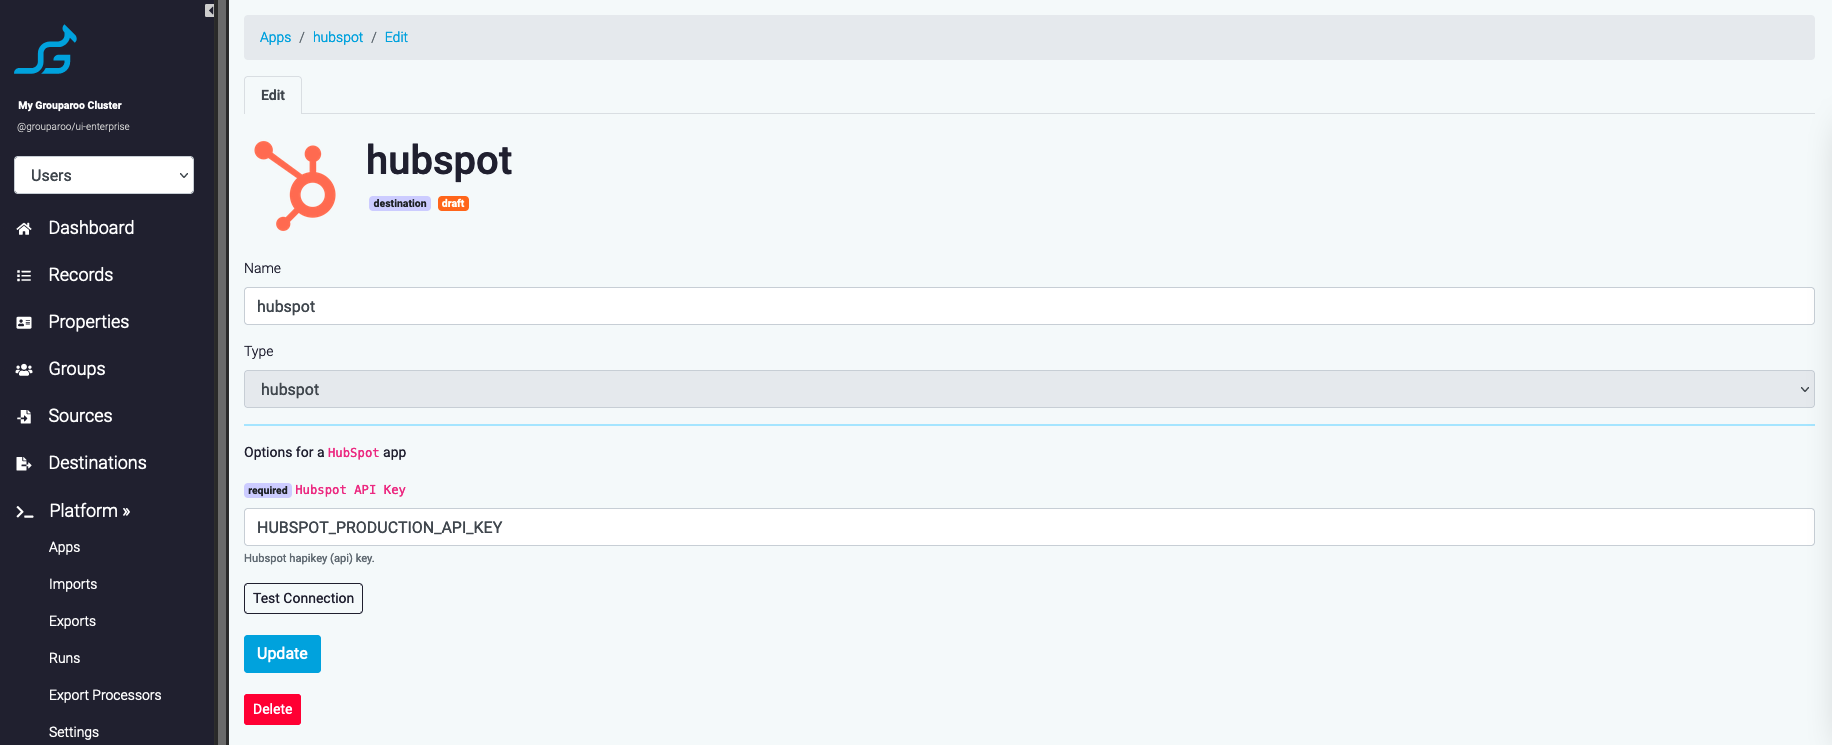 My Grouparoo Cluster
@grouparoo/ui-enterprise
Users
Dashboard
Records
Properties
Groups
Sources
Destinations
Platform »
Apps
Imports
Exports
Runs
Export Processors
Settings
Apps / hubspot / Edit
Edit
hubspot
destination draft
Name
hubspot
Type
hubspot
Options for a HubSpot app
required Hubspot API Key
HUBSPOT_PRODUCTION_API_KEY
Hubspot hapikey (api) key.
Test Connection
Update
Delete